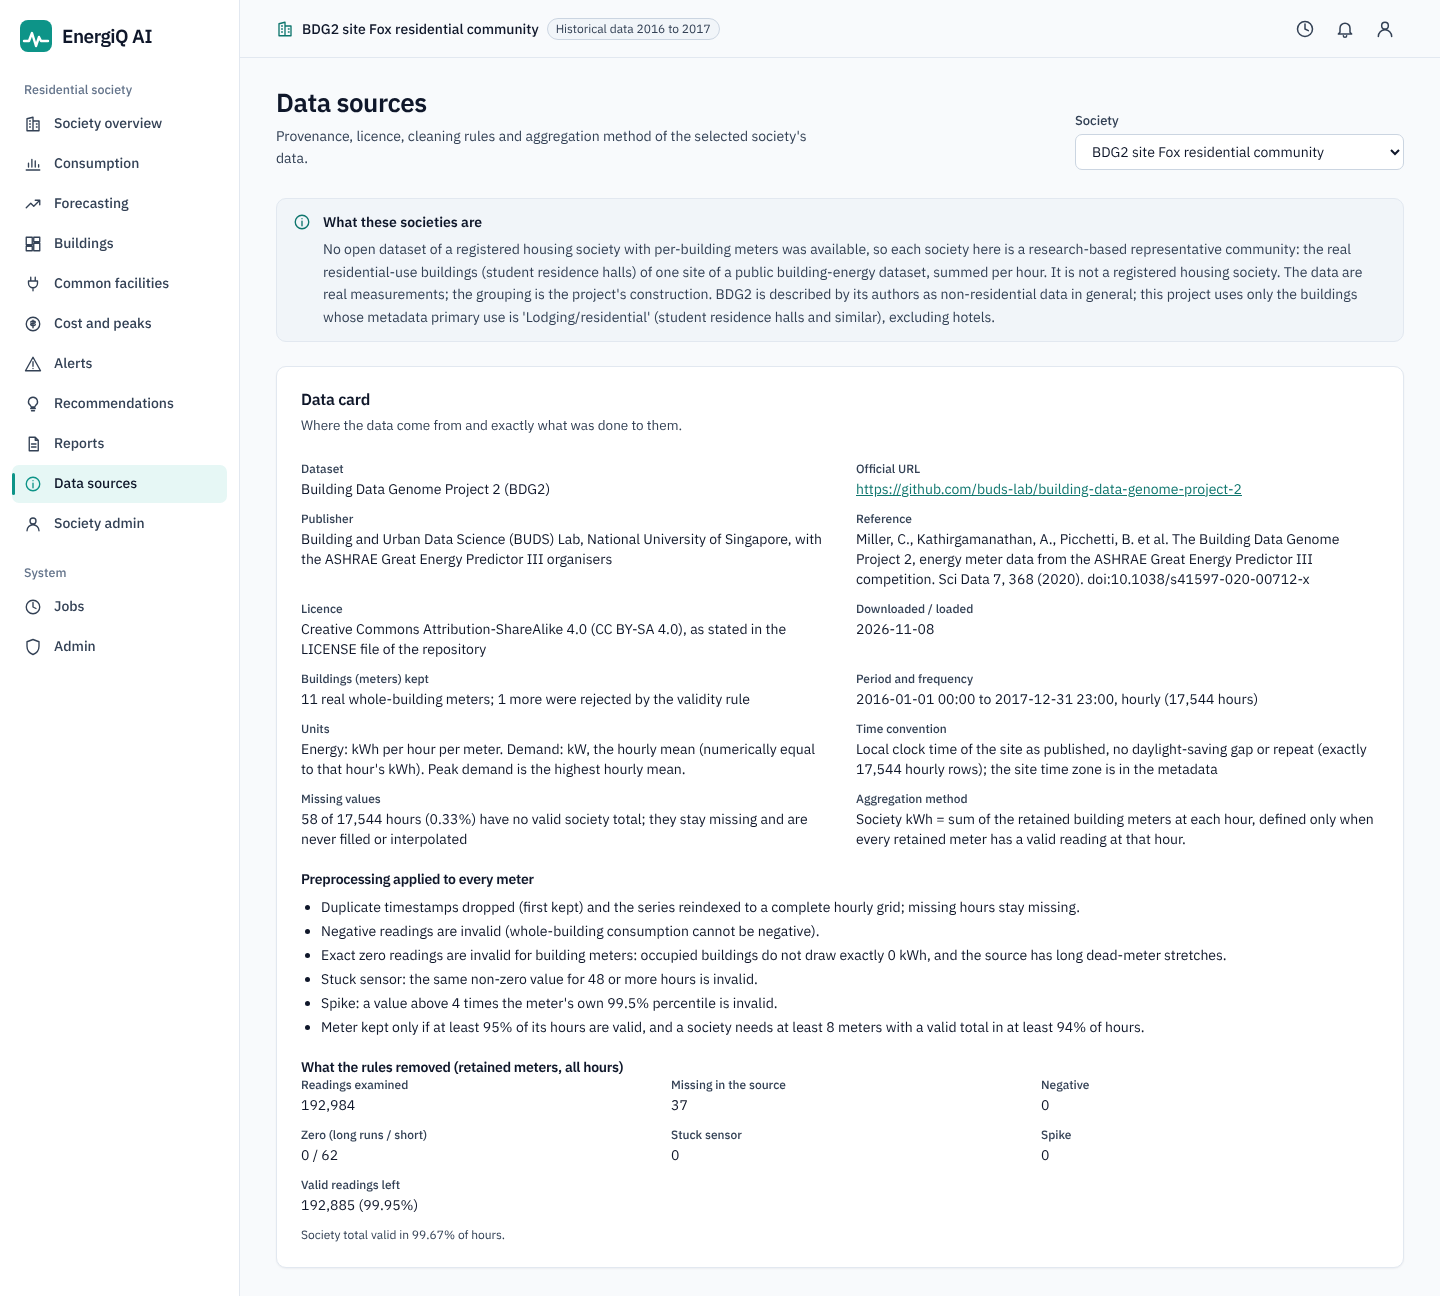 EnergiQ AI
Residential society
Society overview
Consumption
Forecasting
Buildings
Common facilities
Cost and peaks
Alerts
Recommendations
Reports
Data sources
Society admin
System
Jobs
Admin
BDG2 site Fox residential community
Historical data 2016 to 2017
Data sources
Provenance, licence, cleaning rules and aggregation method of the selected society's
data.
Society
BDG2 site Fox residential community
What these societies are
No open dataset of a registered housing society with per-building meters was available, so each society here is a research-based representative community: the real
residential-use buildings (student residence halls) of one site of a public building-energy dataset, summed per hour. It is not a registered housing society. The data are
real measurements; the grouping is the project's construction. BDG2 is described by its authors as non-residential data in general; this project uses only the buildings
whose metadata primary use is 'Lodging/residential' (student residence halls and similar), excluding hotels.
Data card
Where the data come from and exactly what was done to them.
Dataset
Building Data Genome Project 2 (BDG2)
Official URL
https://github.com/buds-lab/building-data-genome-project-2
Publisher
Building and Urban Data Science (BUDS) Lab, National University of Singapore, with
the ASHRAE Great Energy Predictor III organisers
Reference
Miller, C., Kathirgamanathan, A., Picchetti, B. et al. The Building Data Genome
Project 2, energy meter data from the ASHRAE Great Energy Predictor III
competition. Sci Data 7, 368 (2020). doi:10.1038/s41597-020-00712-x
Licence
Creative Commons Attribution-ShareAlike 4.0 (CC BY-SA 4.0), as stated in the
LICENSE file of the repository
Downloaded / loaded
2026-11-08
Buildings (meters) kept
11 real whole-building meters; 1 more were rejected by the validity rule
Period and frequency
2016-01-01 00:00 to 2017-12-31 23:00, hourly (17,544 hours)
Units
Energy: kWh per hour per meter. Demand: kW, the hourly mean (numerically equal
to that hour's kWh). Peak demand is the highest hourly mean.
Time convention
Local clock time of the site as published, no daylight-saving gap or repeat (exactly
17,544 hourly rows); the site time zone is in the metadata
Missing values
58 of 17,544 hours (0.33%) have no valid society total; they stay missing and are
never filled or interpolated
Aggregation method
Society kWh = sum of the retained building meters at each hour, defined only when
every retained meter has a valid reading at that hour.
Preprocessing applied to every meter
• Duplicate timestamps dropped (first kept) and the series reindexed to a complete hourly grid; missing hours stay missing.
• Negative readings are invalid (whole-building consumption cannot be negative).
• Exact zero readings are invalid for building meters: occupied buildings do not draw exactly 0 kWh, and the source has long dead-meter stretches.
• Stuck sensor: the same non-zero value for 48 or more hours is invalid.
• Spike: a value above 4 times the meter's own 99.5% percentile is invalid.
• Meter kept only if at least 95% of its hours are valid, and a society needs at least 8 meters with a valid total in at least 94% of hours.
What the rules removed (retained meters, all hours)
Readings examined
192,984
Missing in the source
37
Negative
0
Zero (long runs / short)
0 / 62
Stuck sensor
0
Spike
0
Valid readings left
192,885 (99.95%)
Society total valid in 99.67% of hours.